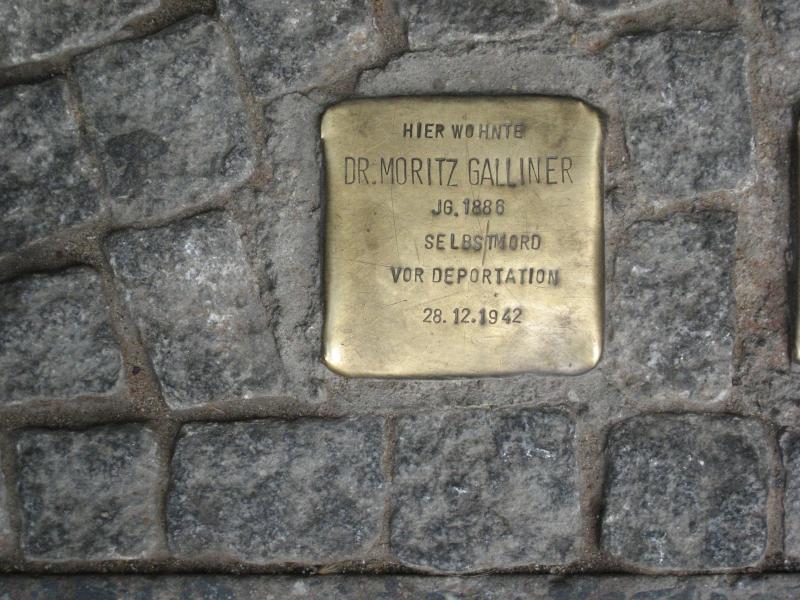 HIER WOHNTE
DR. MORITZ GALLINER
JG. 1886
SELBSTMORD
VOR DEPORTATION
28.12.1942